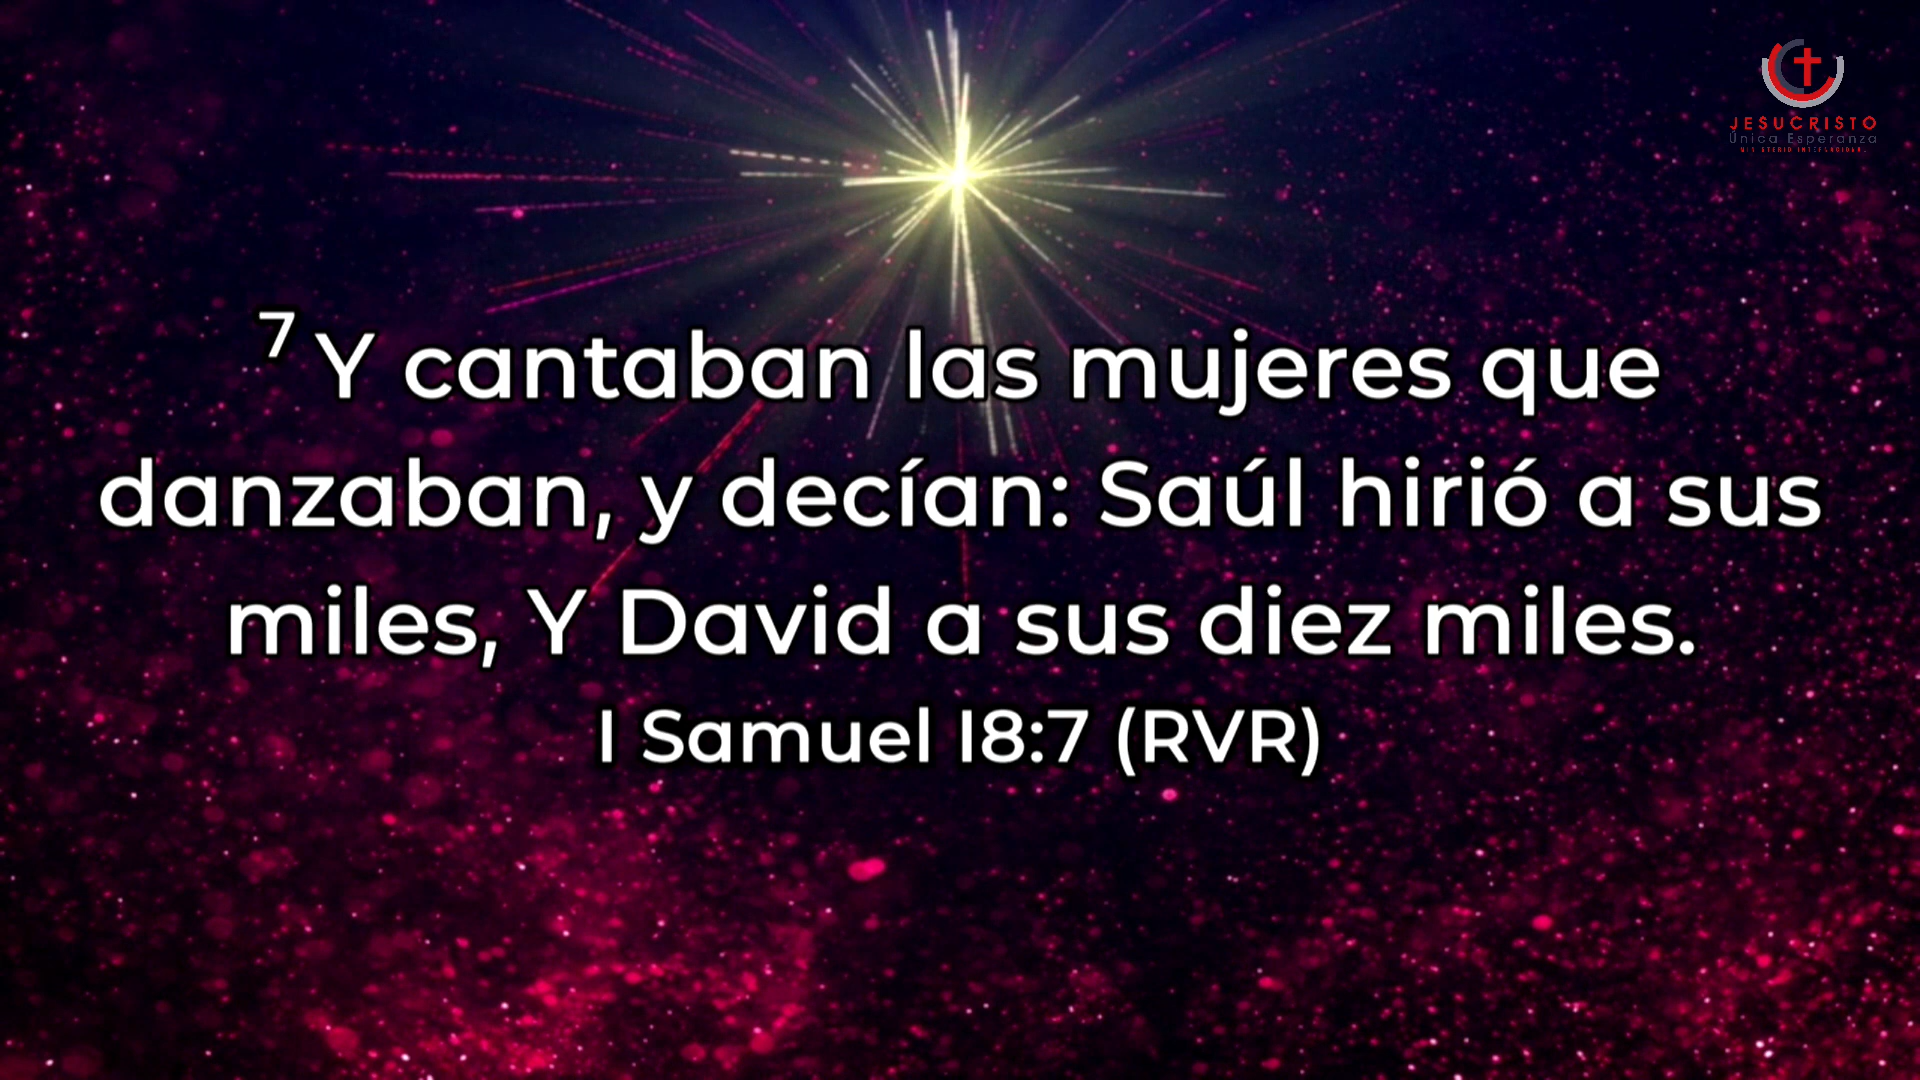 JESUCRISTO
Única Esperanza
7 Y cantaban las mujeres que
danzaban, y decían: Saúl hirió a sus
miles, Y David a sus diez miles.
I Samuel 18:7 (RVR)